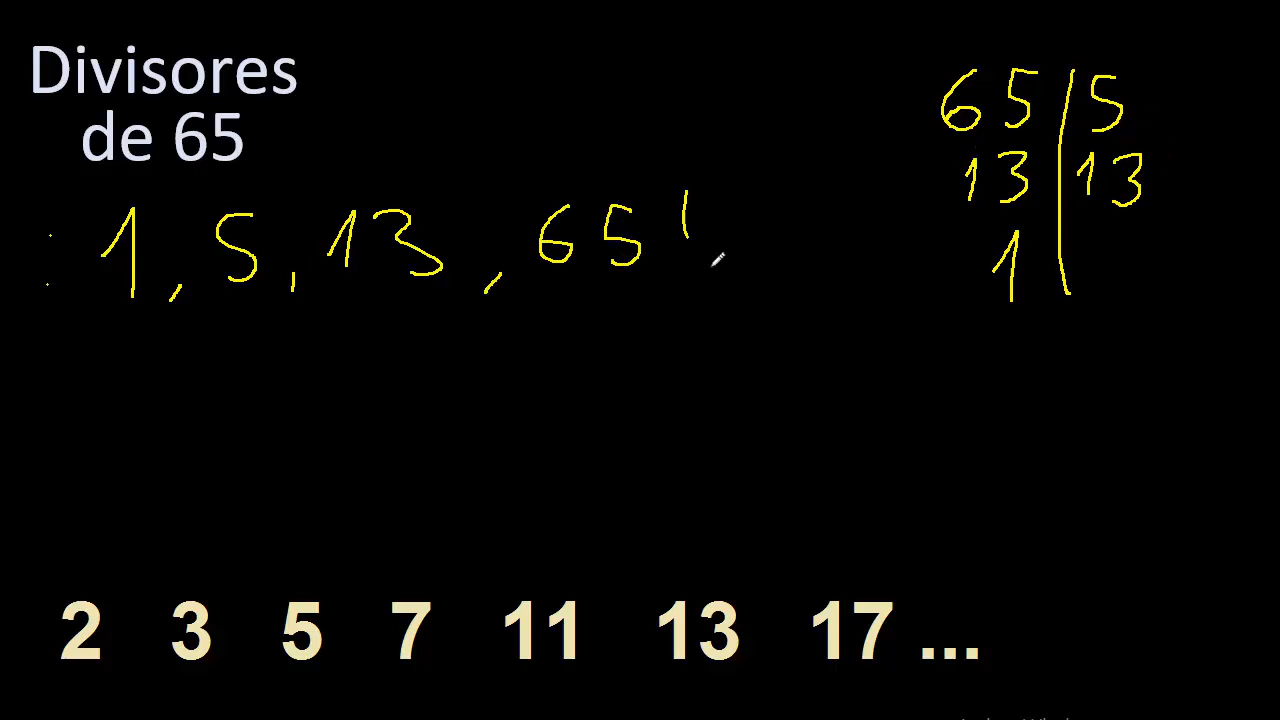 Divisores
de 65
: 1, 5, 13, 65
65 | 5
13 | 13
1 |
2 3 5 7 11 13 17 ...